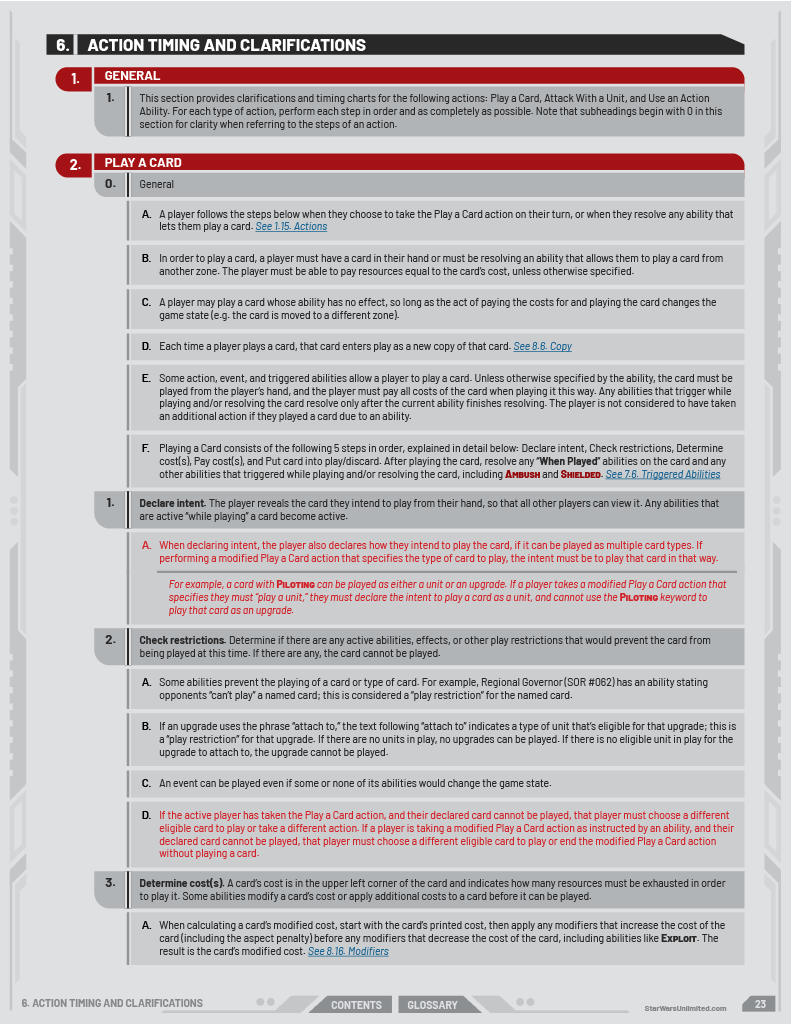 6. ACTION TIMING AND CLARIFICATIONS
1. GENERAL
1. This section provides clarifications and timing charts for the following actions: Play a Card, Attack With a Unit, and Use an Action
Ability. For each type of action, perform each step in order and as completely as possible. Note that subheadings begin with 0 in this
section for clarity when referring to the steps of an action.
2. PLAY A CARD
0. General
A. A player follows the steps below when they choose to take the Play a Card action on their turn, or when they resolve any ability that
lets them play a card. See 1.15. Actions
B. In order to play a card, a player must have a card in their hand or must be resolving an ability that allows them to play a card from
another zone. The player must be able to pay resources equal to the card's cost, unless otherwise specified.
C. A player may play a card whose ability has no effect, so long as the act of paying the costs for and playing the card changes the
game state (e.g. the card is moved to a different zone).
D. Each time a player plays a card, that card enters play as a new copy of that card. See 8.6. Copy
E. Some action, event, and triggered abilities allow a player to play a card. Unless otherwise specified by the ability, the card must be
played from the player's hand, and the player must pay all costs of the card when playing it this way. Any abilities that trigger while
playing and/or resolving the card resolve only after the current ability finishes resolving. The player is not considered to have taken
an additional action if they played a card due to an ability.
F. Playing a Card consists of the following 5 steps in order, explained in detail below: Declare intent, Check restrictions, Determine
cost(s), Pay cost(s), and Put card into play/discard. After playing the card, resolve any "When Played" abilities on the card and any
other abilities that triggered while playing and/or resolving the card, including AMBUSH and SHIELDED. See 7.6. Triggered Abilities
1. Declare intent. The player reveals the card they intend to play from their hand, so that all other players can view it. Any abilities that
are active "while playing" a card become active.
A. When declaring intent, the player also declares how they intend to play the card, if it can be played as multiple card types. If
performing a modified Play a Card action that specifies the type of card to play, the intent must be to play that card in that way.
For example, a card with PILOTING can be played as either a unit or an upgrade. If a player takes a modified Play a Card action that
specifies they must "play a unit," they must declare the intent to play a card as a unit, and cannot use the PILOTING keyword to
play that card as an upgrade.
2. Check restrictions. Determine if there are any active abilities, effects, or other play restrictions that would prevent the card from
being played at this time. If there are any, the card cannot be played.
A. Some abilities prevent the playing of a card or type of card. For example, Regional Governor (SOR #062) has an ability stating
opponents "can't play" a named card; this is considered a "play restriction" for the named card.
B. If an upgrade uses the phrase "attach to," the text following "attach to" indicates a type of unit that's eligible for that upgrade; this is
a "play restriction" for that upgrade. If there are no units in play, no upgrades can be played. If there is no eligible unit in play for the
upgrade to attach to, the upgrade cannot be played.
C. An event can be played even if some or none of its abilities would change the game state.
D. If the active player has taken the Play a Card action, and their declared card cannot be played, that player must choose a different
eligible card to play or take a different action. If a player is taking a modified Play a Card action as instructed by an ability, and their
declared card cannot be played, that player must choose a different eligible card to play or end the modified Play a Card action
without playing a card.
3. Determine cost(s). A card's cost is in the upper left corner of the card and indicates how many resources must be exhausted in order
to play it. Some abilities modify a card's cost or apply additional costs to a card before it can be played.
A. When calculating a card's modified cost, start with the card's printed cost, then apply any modifiers that increase the cost of the
card (including the aspect penalty) before any modifiers that decrease the cost of the card, including abilities like EXPLOIT. The
result is the card's modified cost. See 8.16. Modifiers
6. ACTION TIMING AND CLARIFICATIONS
CONTENTS
GLOSSARY
StarWarsUnlimited.com
23